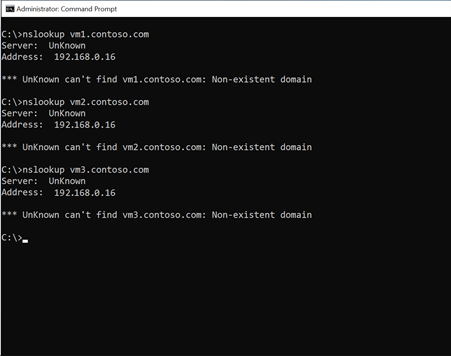 Administrator: Command Prompt
C:\>nslookup vm1.contoso.com
Server:  UnKnown
Address:  192.168.0.16
*** UnKnown can't find vm1.contoso.com: Non-existent domain
C:\>nslookup vm2.contoso.com
Server:  UnKnown
Address:  192.168.0.16
*** UnKnown can't find vm2.contoso.com: Non-existent domain
C:\>nslookup vm3.contoso.com
Server:  UnKnown
Address:  192.168.0.16
*** UnKnown can't find vm3.contoso.com: Non-existent domain
C:\>